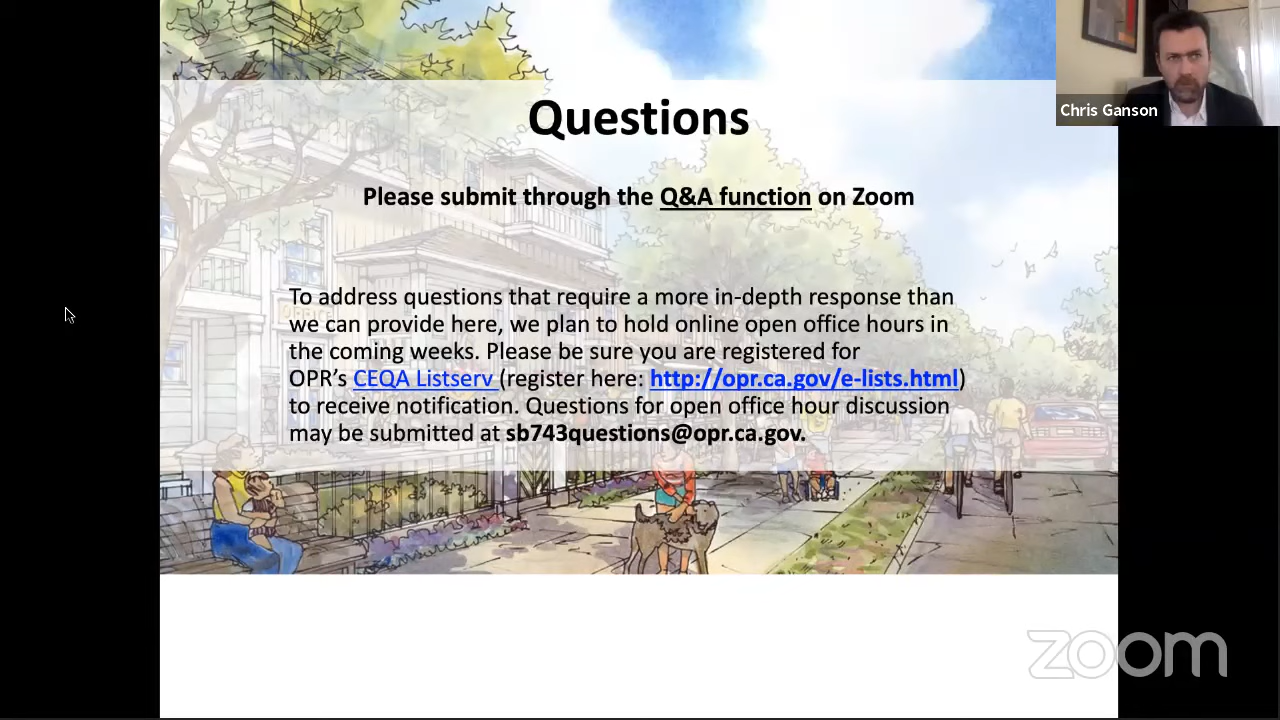 Questions
Chris Ganson
Please submit through the Q&A function on Zoom
To address questions that require a more in-depth response than
we can provide here, we plan to hold online open office hours in
the coming weeks. Please be sure you are registered for
OPR’s CEQA Listserv (register here: http://opr.ca.gov/e-lists.html)
to receive notification. Questions for open office hour discussion
may be submitted at sb743questions@opr.ca.gov.
zoom